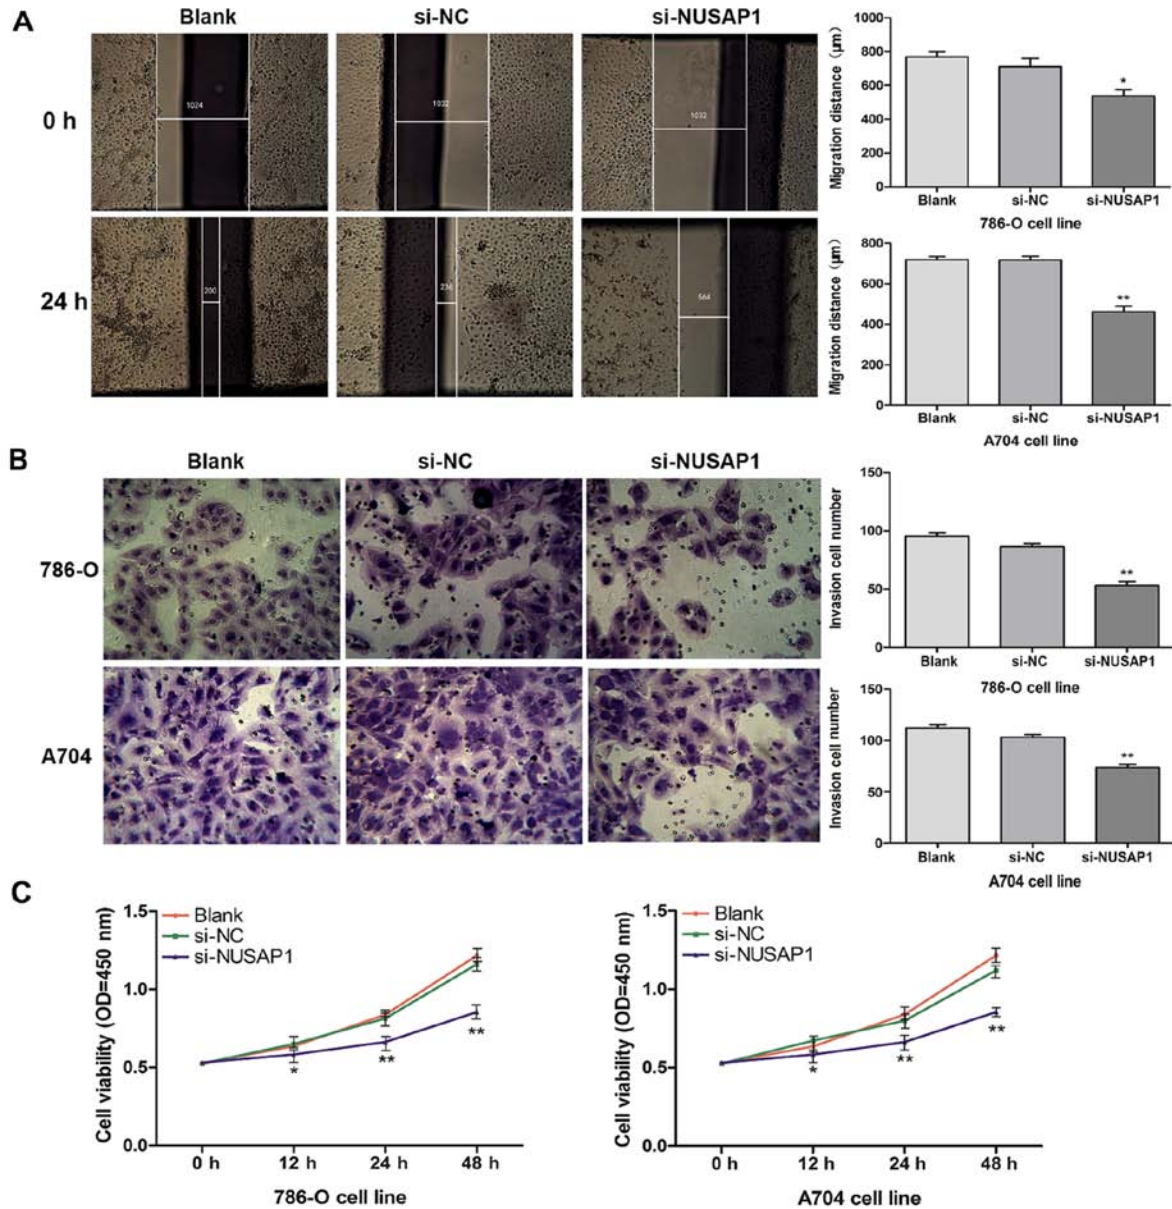 A
Blank
si-NC
si-NUSAP1
0 h
1024
1032
1032
24 h
200
236
564
Migration distance (μm)
1000
800
600
400
200
0
*
Blank
si-NC
si-NUSAP1
786-O cell line
Migration distance (μm)
800
600
400
200
0
**
Blank
si-NC
si-NUSAP1
A704 cell line
B
Blank
si-NC
si-NUSAP1
786-O
A704
Invasion cell number
150
100
50
0
**
Blank
si-NC
si-NUSAP1
786-O cell line
Invasion cell number
150
100
50
0
**
Blank
si-NC
si-NUSAP1
A704 cell line
C
Cell viability (OD=450 nm)
1.5
1.0
0.5
0.0
Blank
si-NC
si-NUSAP1
*
**
**
0 h
12 h
24 h
48 h
786-O cell line
Cell viability (OD=450 nm)
1.5
1.0
0.5
0.0
Blank
si-NC
si-NUSAP1
*
**
**
0 h
12 h
24 h
48 h
A704 cell line